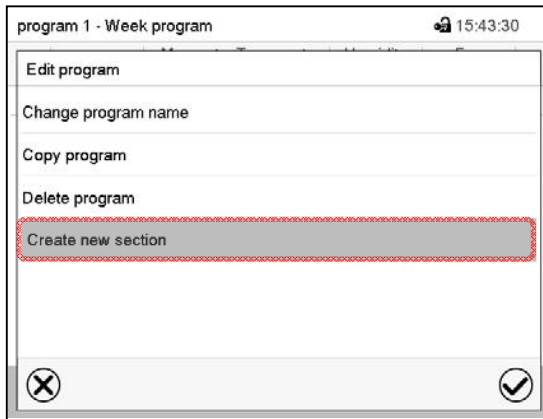 program 1 - Week program 15:43:30
Edit program
Change program name
Copy program
Delete program
Create new section